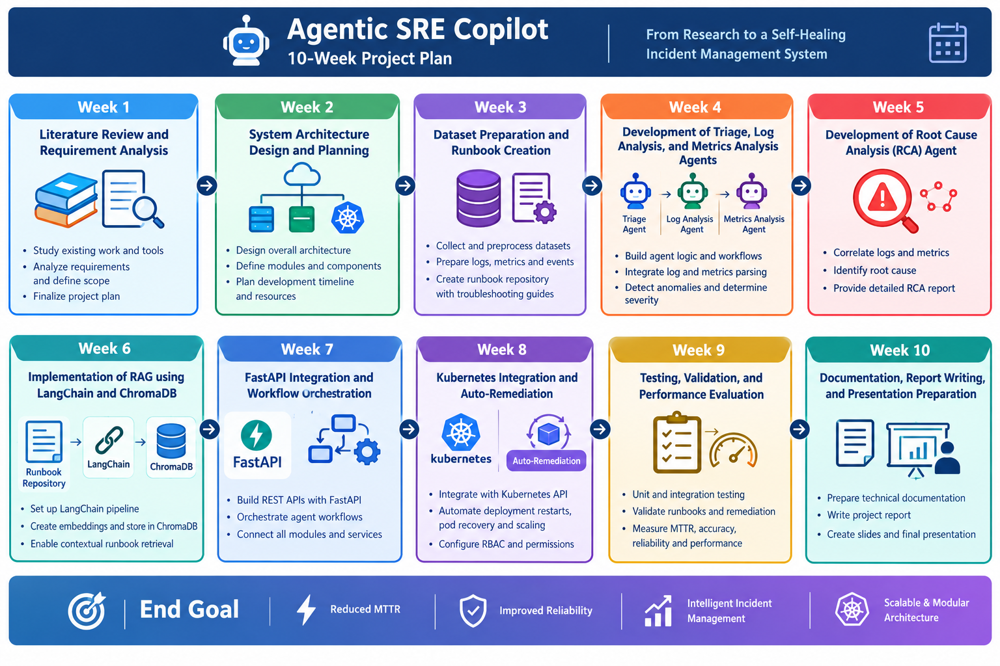 Agentic SRE Copilot
10-Week Project Plan
From Research to a Self-Healing
Incident Management System
Week 1
Literature Review and
Requirement Analysis
• Study existing work and tools
• Analyze requirements
and define scope
• Finalize project plan
Week 2
System Architecture
Design and Planning
• Design overall architecture
• Define modules and components
• Plan development timeline
and resources
Week 3
Dataset Preparation and
Runbook Creation
• Collect and preprocess datasets
• Prepare logs, metrics and events
• Create runbook repository
with troubleshooting guides
Week 4
Development of Triage, Log
Analysis, and Metrics Analysis
Agents
Triage
Agent
Log Analysis
Agent
Metrics Analysis
Agent
• Build agent logic and workflows
• Integrate log and metrics parsing
• Detect anomalies and determine
severity
Week 5
Development of Root Cause
Analysis (RCA) Agent
• Correlate logs and metrics
• Identify root cause
• Provide detailed RCA report
Week 6
Implementation of RAG using
LangChain and ChromaDB
Runbook
Repository
LangChain
ChromaDB
• Set up LangChain pipeline
• Create embeddings and store in ChromaDB
• Enable contextual runbook retrieval
Week 7
FastAPI Integration and
Workflow Orchestration
FastAPI
• Build REST APIs with FastAPI
• Orchestrate agent workflows
• Connect all modules and services
Week 8
Kubernetes Integration and
Auto-Remediation
kubernetes
Auto-Remediation
• Integrate with Kubernetes API
• Automate deployment restarts,
pod recovery and scaling
• Configure RBAC and permissions
Week 9
Testing, Validation, and
Performance Evaluation
• Unit and integration testing
• Validate runbooks and remediation
• Measure MTTR, accuracy,
reliability and performance
Week 10
Documentation, Report Writing,
and Presentation Preparation
• Prepare technical documentation
• Write project report
• Create slides and final presentation
End Goal
Reduced MTTR
Improved Reliability
Intelligent Incident
Management
Scalable & Modular
Architecture